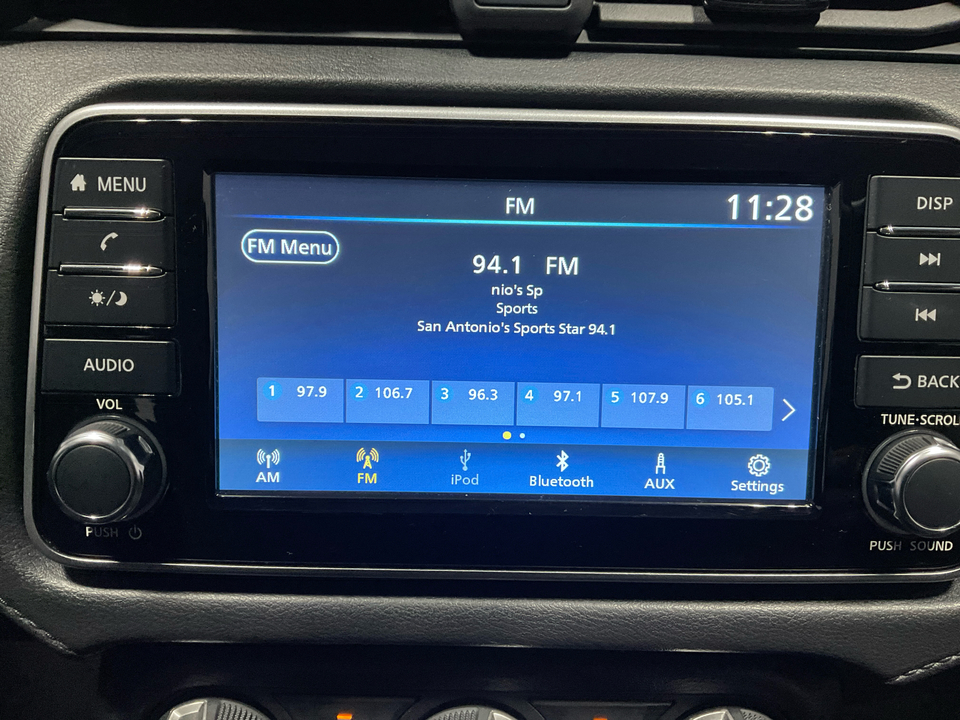 MENU
AUDIO
VOL
PUSH
FM
11:28
FM Menu
94.1 FM
nio's Sp
Sports
San Antonio's Sports Star 94.1
1 97.9
2 106.7
3 96.3
4 97.1
5 107.9
6 105.1
AM
FM
iPod
Bluetooth
AUX
Settings
DISP
BACK
TUNE·SCROLL
PUSH SOUND